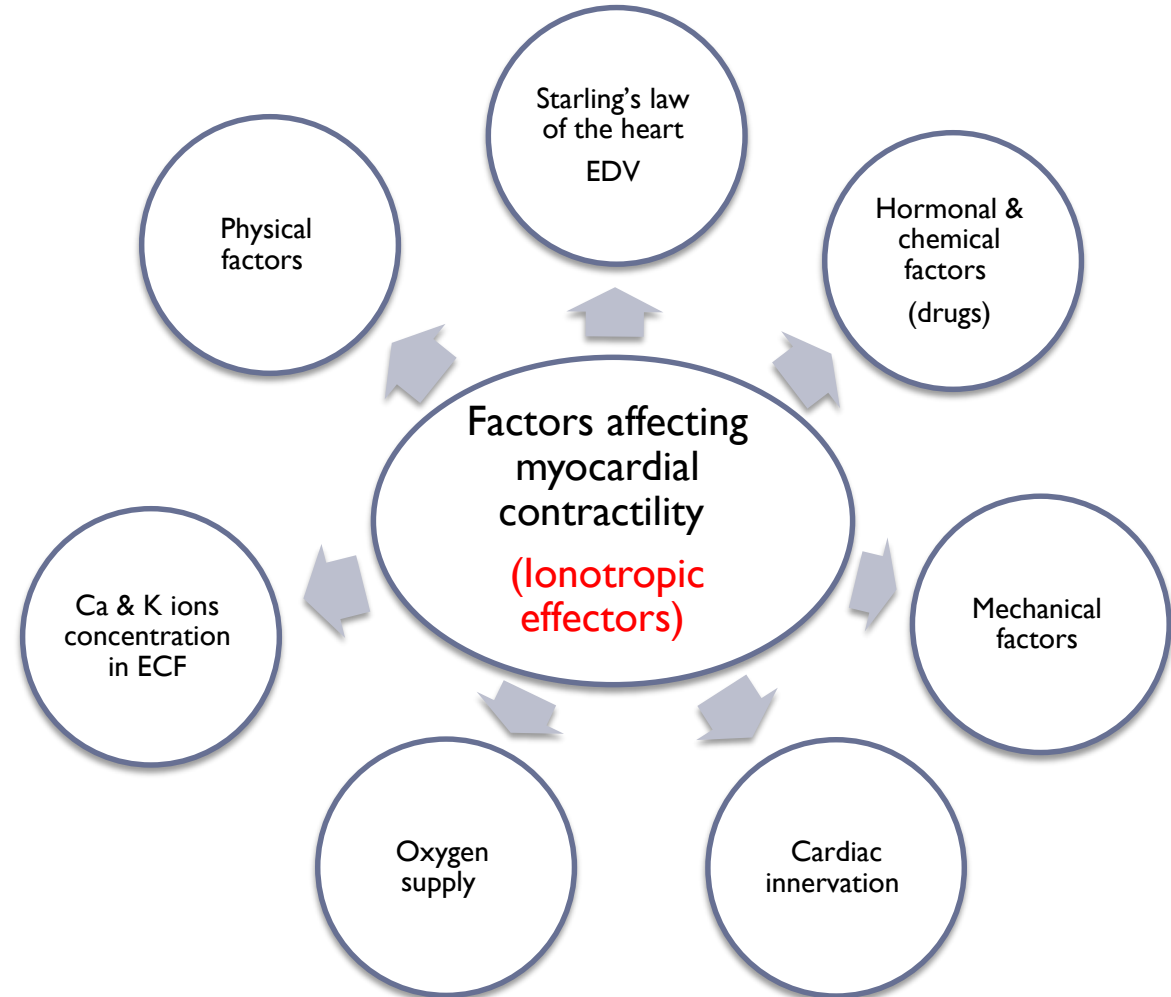 Starling's law
of the heart
EDV
Hormonal &
chemical
factors
(drugs)
Mechanical
factors
Cardiac
innervation
Oxygen
supply
Ca & K ions
concentration
in ECF
Physical
factors
Factors affecting
myocardial
contractility
(Ionotropic
effectors)